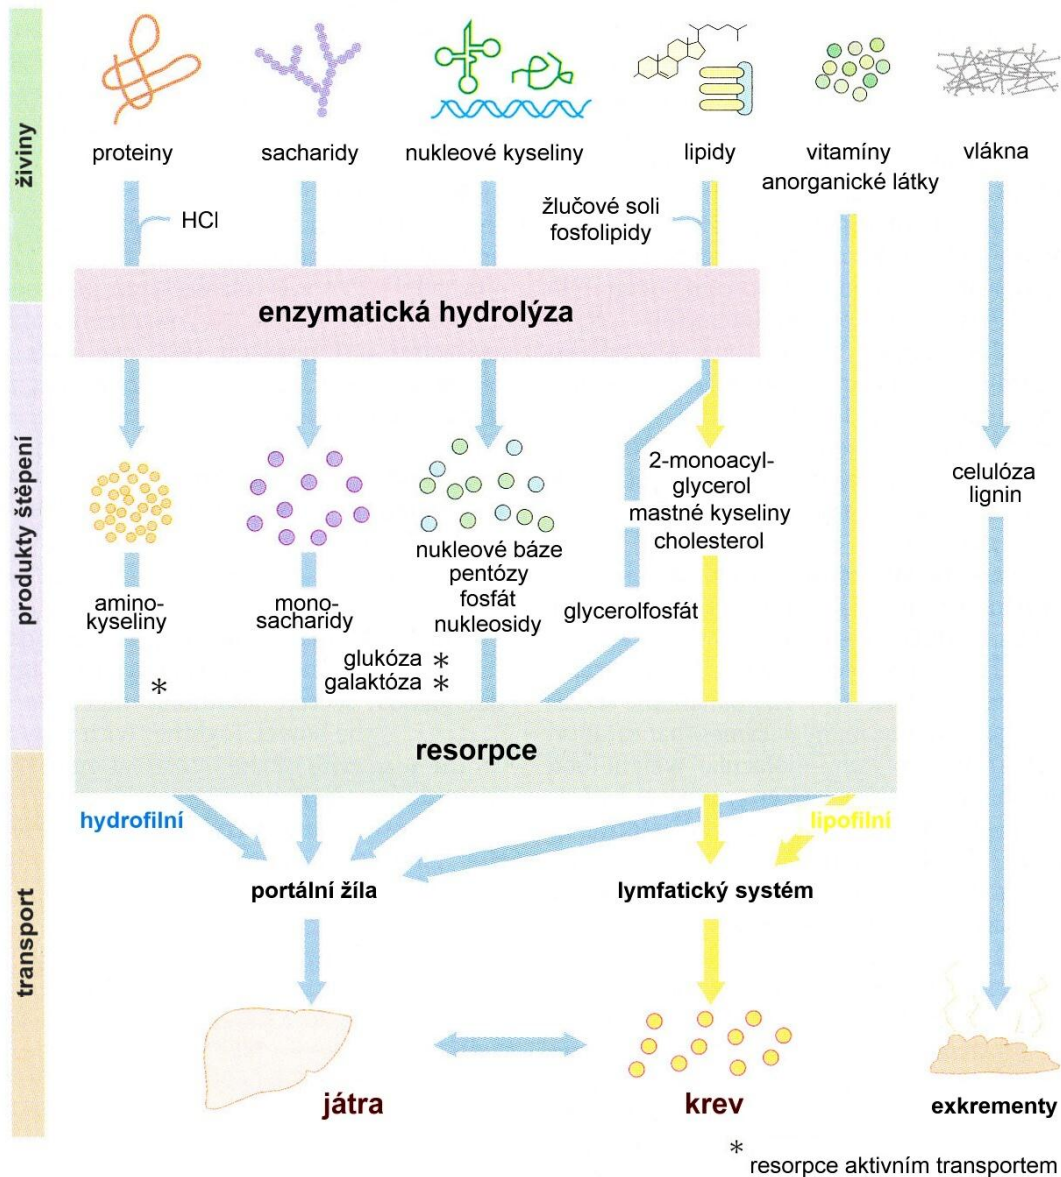 živiny
proteiny
sacharidy
nukleové kyseliny
lipidy
vitamíny
anorganické látky
vlákna
HCl
žlučové soli
fosfolipidy
enzymatická hydrolýza
produkty štěpení
2-monoacyl-
glycerol
mastné kyseliny
cholesterol
celulóza
lignin
amino-
kyseliny
mono-
sacharidy
nukleové báze
pentózy
fosfát
nukleosidy
glycerolfosfát
*
glukóza *
galaktóza *
resorpce
transport
hydrofilní
lipofilní
portální žíla
lymfatický systém
játra
krev
exkrementy
* resorpce aktivním transportem